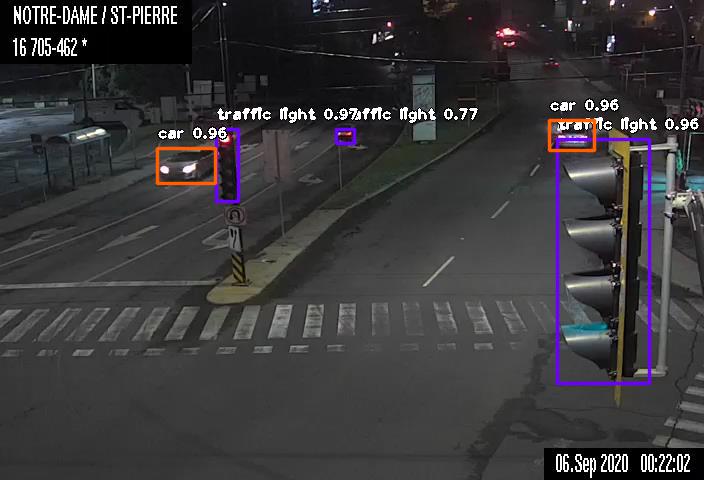 NOTRE-DAME / ST-PIERRE
16 705-462 *
traffic light 0.97
affic light 0.77
car 0.96
car 0.96
traffic light 0.96
06.Sep 2020 00:22:02